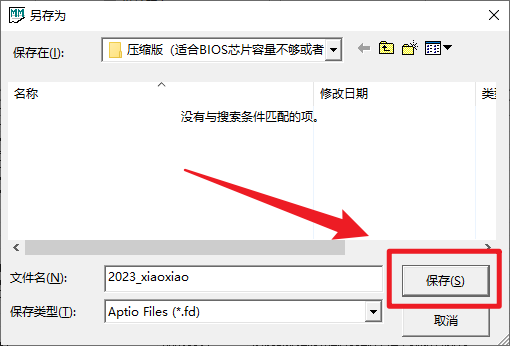 MM 另存为
保存在(I):
压缩版（适合BIOS芯片容量不够或者
名称
修改日期
类
没有与搜索条件匹配的项。
文件名(N):
2023_xiaoxiao
保存(S)
保存类型(T):
Aptio Files (*.fd)
取消